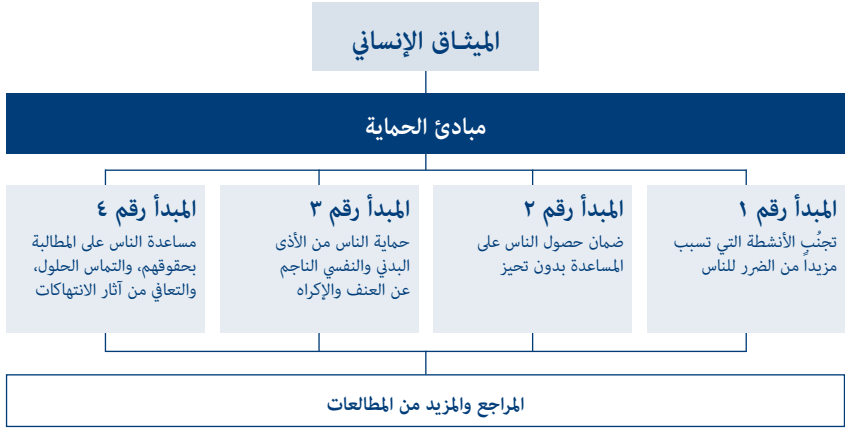 الميثـاق الإنساني
مبادئ الحماية
المبدأ رقم ١
تجنُب الأنشطة التي تسبب
مزيداً من الضرر للناس
المبدأ رقم ٢
ضمان حصول الناس على
المساعدة بدون تحيز
المبدأ رقم ٣
حماية الناس من الأذى
البدني والنفسي الناجم
عن العنف والإكراه
المبدأ رقم ٤
مساعدة الناس على المطالبة
بحقوقهم، والتماس الحلول،
والتعافي من آثار الانتهاكات
المراجع والمزيد من المطالعات